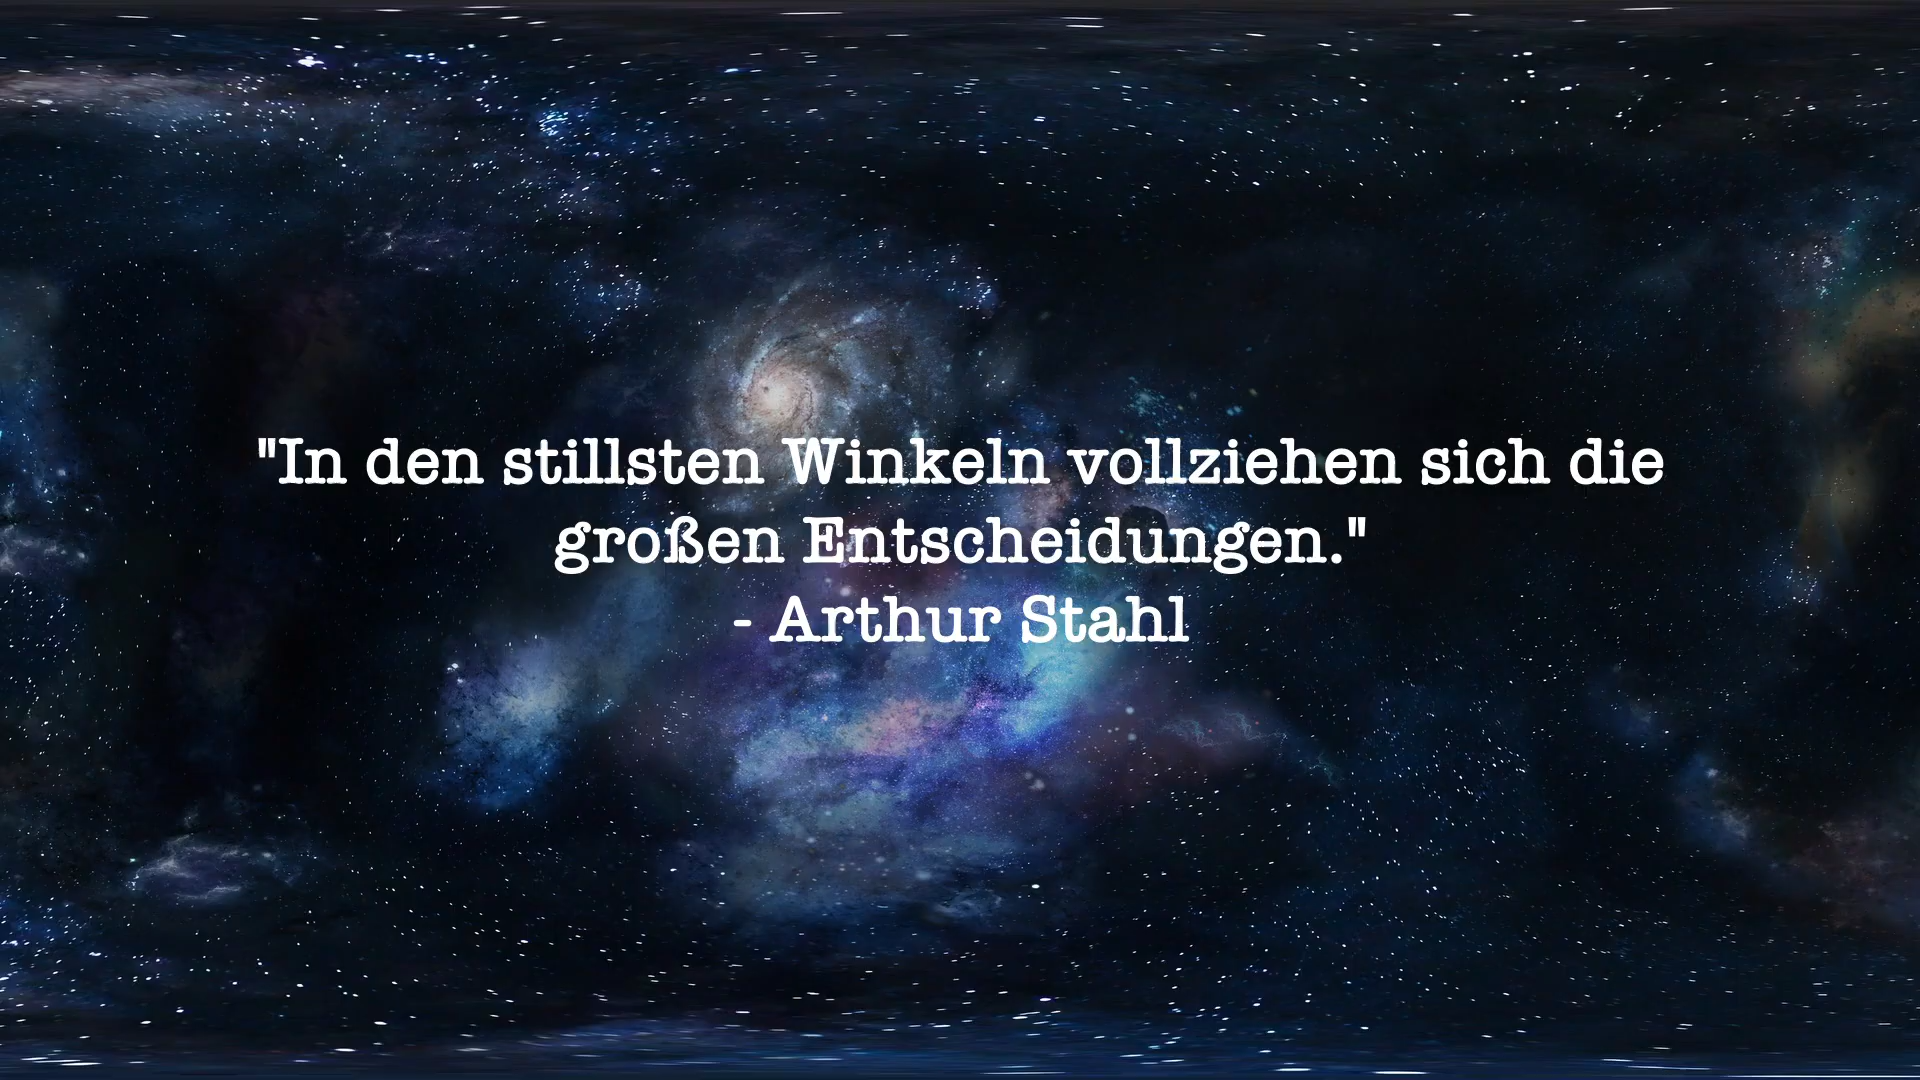 "In den stillsten Winkeln vollziehen sich die
großen Entscheidungen."
- Arthur Stahl